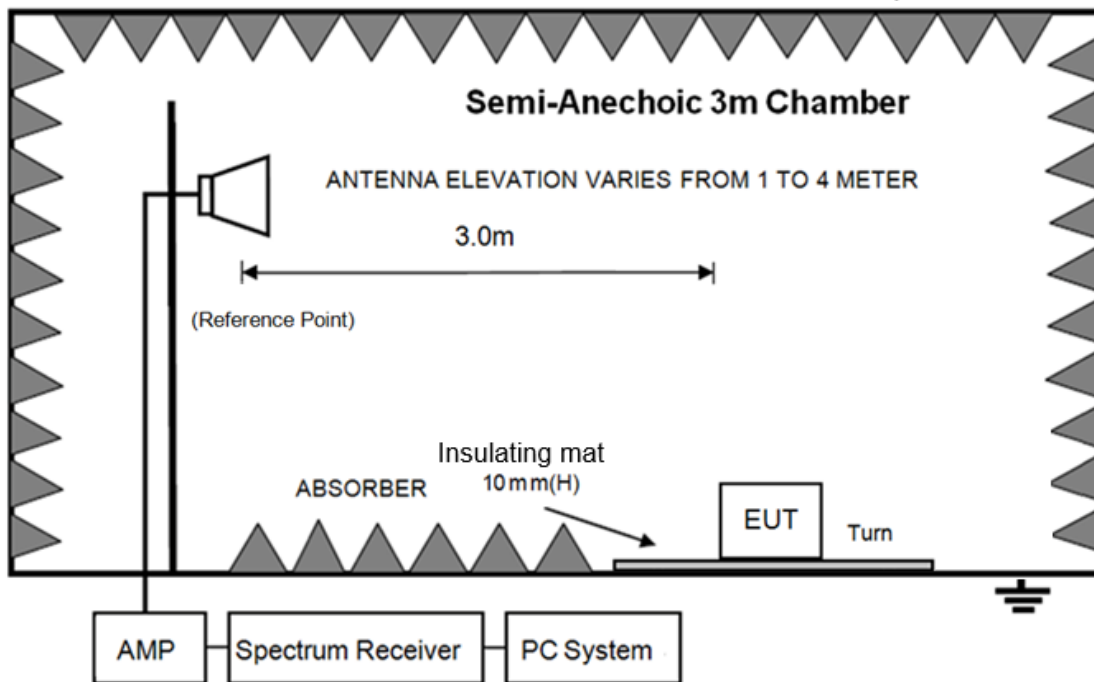 Semi-Anechoic 3m Chamber
ANTENNA ELEVATION VARIES FROM 1 TO 4 METER
3.0m
(Reference Point)
Insulating mat
10mm(H)
ABSORBER
EUT
Turn
AMP
Spectrum Receiver
PC System